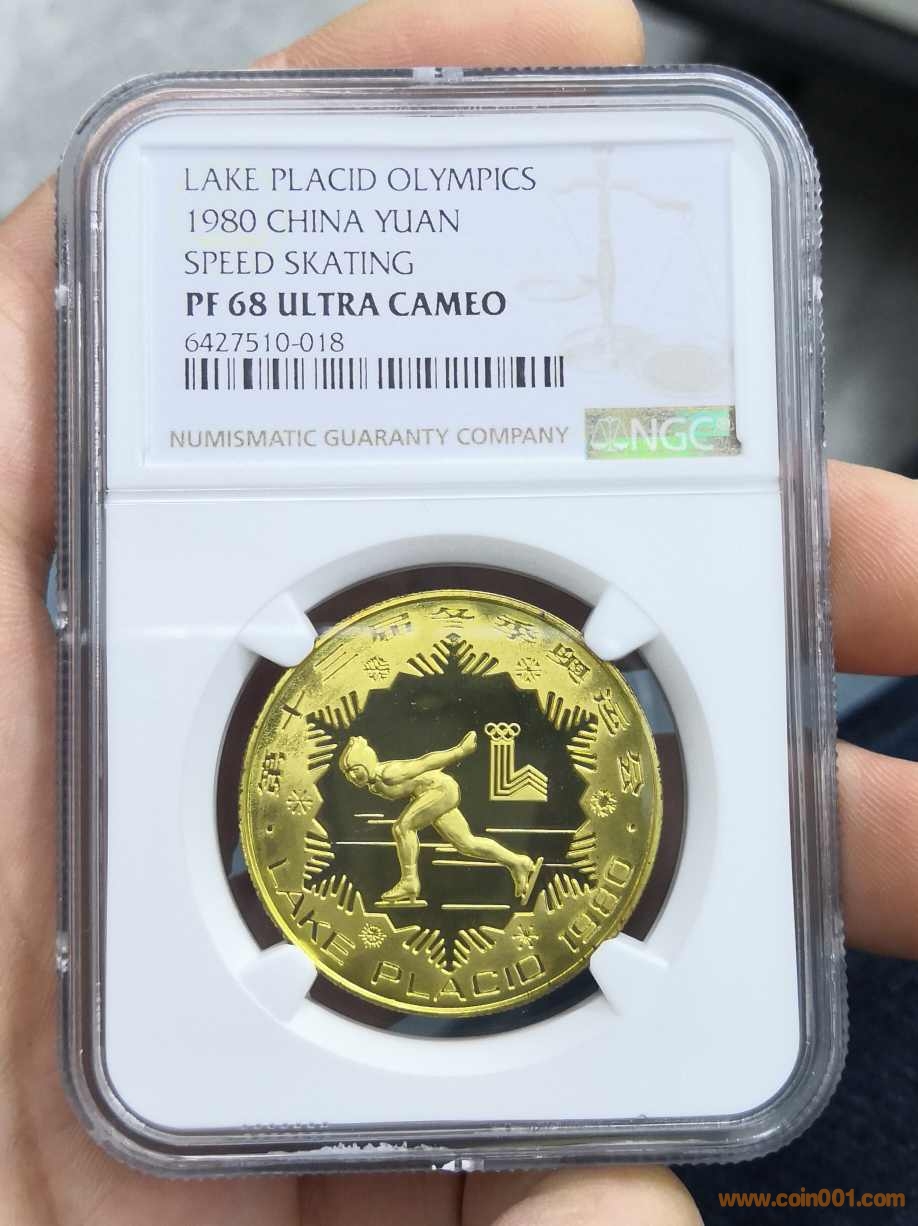 LAKE PLACID OLYMPICS
1980 CHINA YUAN
SPEED SKATING
PF 68 ULTRA CAMEO
6427510-018
NUMISMATIC GUARANTY COMPANY
NGC
第十三届冬季奥运会
LAKE PLACID 1980
www.coin001.com